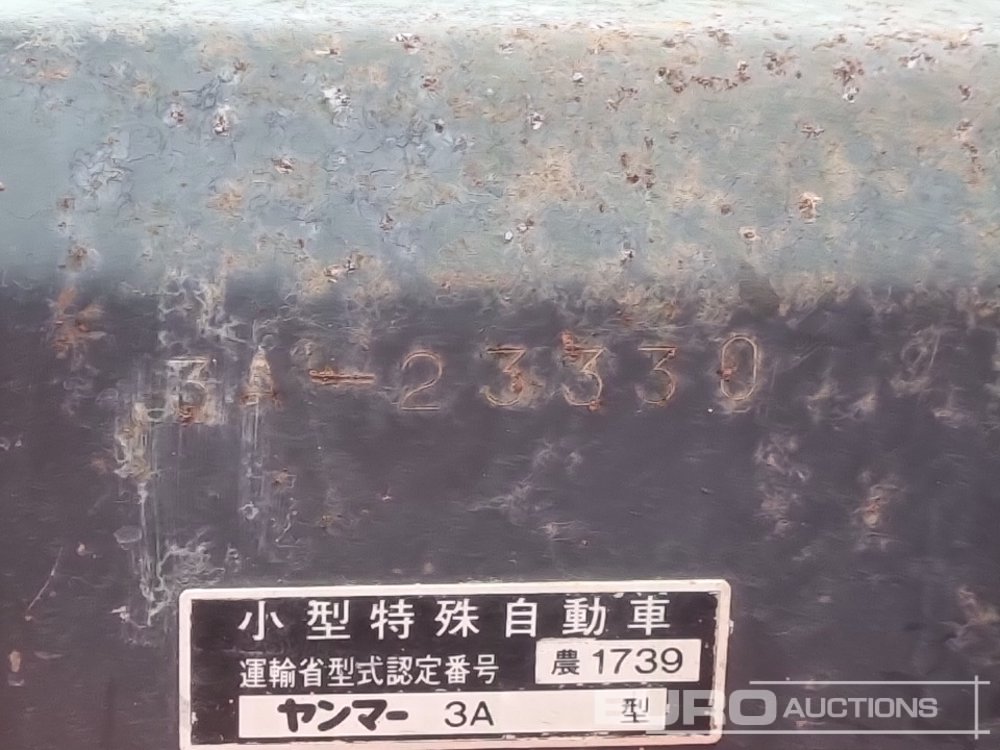 3A-23330
小型特殊自動車
運輸省型式認定番号 農1739
ヤンマー 3A 型
EURO AUCTIONS